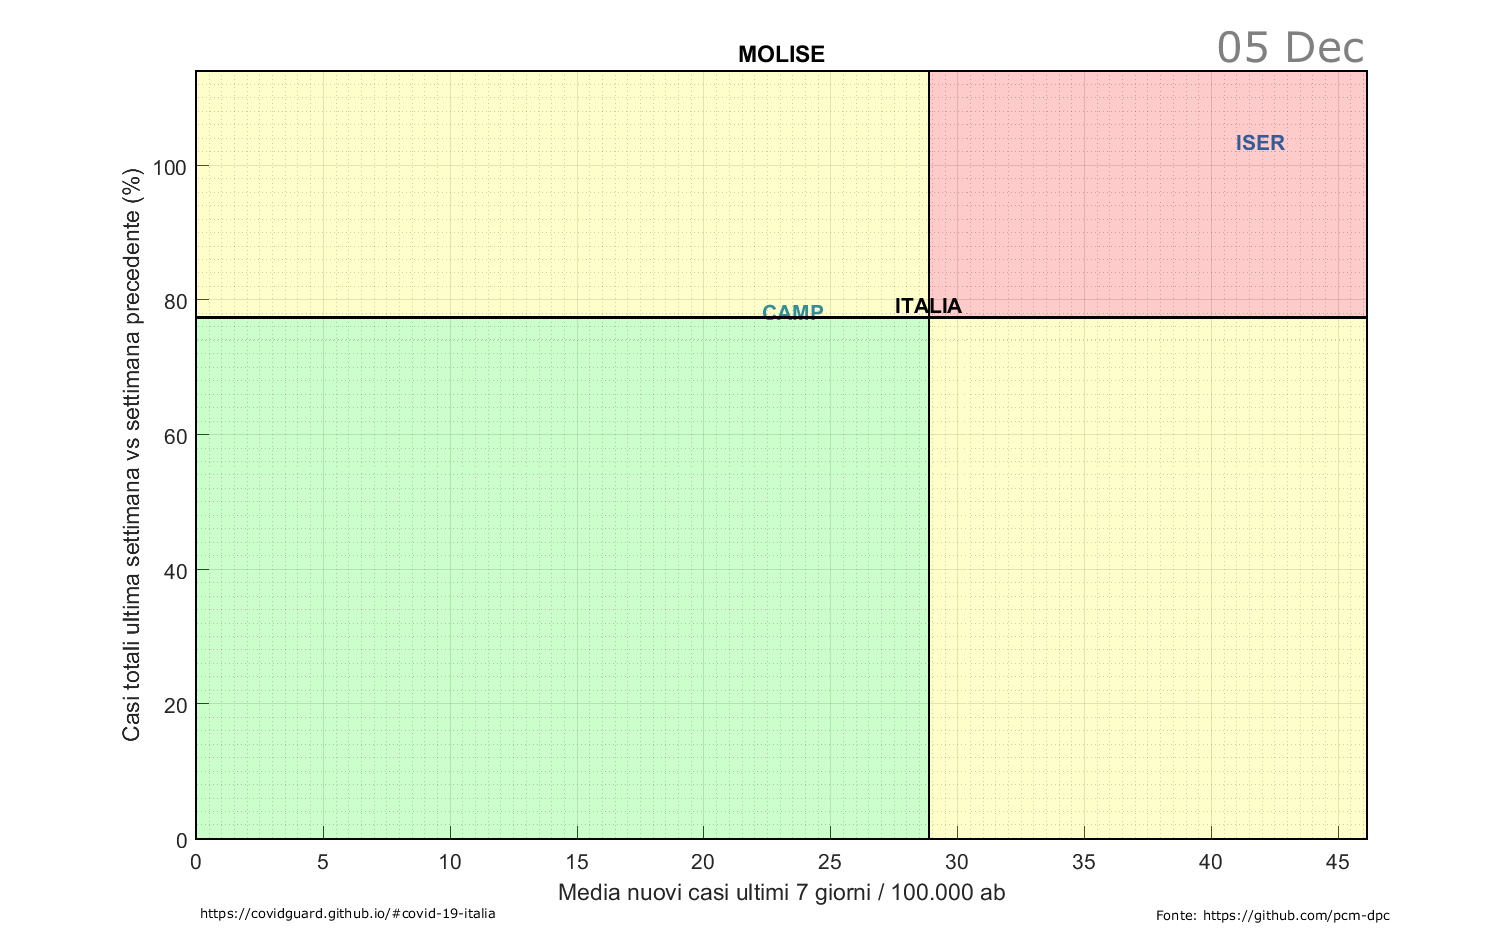 MOLISE
05 Dec
ISER
ITALIA
CAMP
Casi totali ultima settimana vs settimana precedente (%)
100
80
60
40
20
0
0 5 10 15 20 25 30 35 40 45
Media nuovi casi ultimi 7 giorni / 100.000 ab
https://covidguard.github.io/#covid-19-italia
Fonte: https://github.com/pcm-dpc